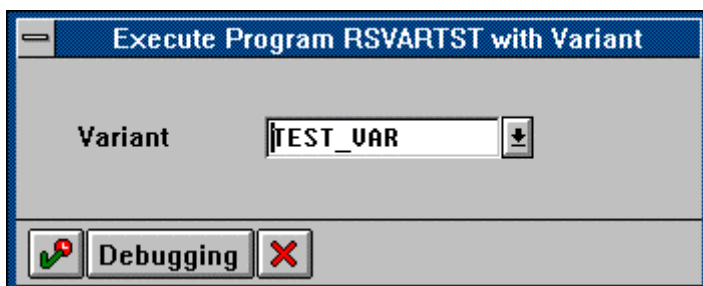 Execute Program RSVARTST with Variant
Variant TEST_VAR
Debugging